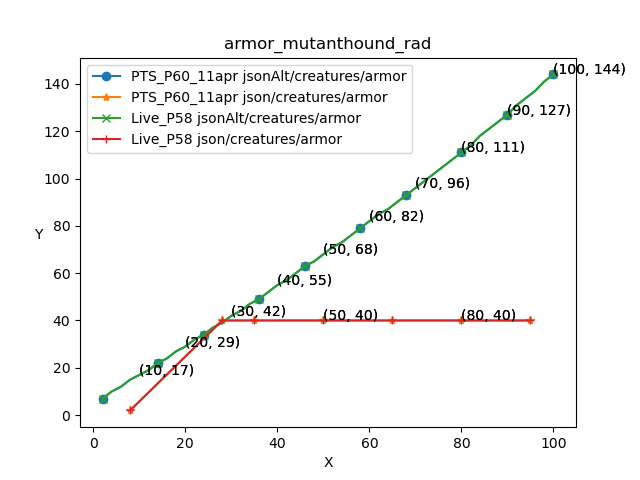 armor_mutanthound_rad
PTS_P60_11apr jsonAlt/creatures/armor
PTS_P60_11apr json/creatures/armor
Live_P58 jsonAlt/creatures/armor
Live_P58 json/creatures/armor
(100, 144)
(90, 127)
(80, 111)
(70, 96)
(60, 82)
(50, 68)
(40, 55)
(30, 42)
(50, 40)
(80, 40)
(20, 29)
(10, 17)
140
120
100
80
60
40
20
0
Y
0 20 40 60 80 100
X